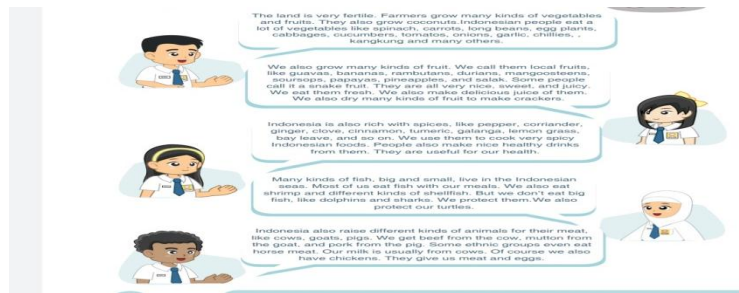 The land is very fertile. Farmers grow many kinds of vegetables
and fruits. They also grow coconuts.Indonesian people eat a
lot of vegetables like spinach, carrots, long beans, egg plants,
cabbages, cucumbers, tomatos, onions, garlic, chillies, ,
kangkung and many others.
We also grow many kinds of fruit. We call them local fruits,
like guavas, bananas, rambutans, durians, mangoosteens,
soursops, papayas, pineapples, and salak. Some people
call it a snake fruit. They are all very nice, sweet, and juicy.
We eat them fresh. We also make delicious juice of them.
We also dry many kinds of fruit to make crackers.
Indonesia is also rich with spices, like pepper, corriander,
ginger, clove, cinnamon, tumeric, galanga, lemon grass,
bay leave, and so on. We use them to cook very spicy
Indonesian foods. People also make nice healthy drinks
from them. They are useful for our health.
Many kinds of fish, big and small, live in the Indonesian
seas. Most of us eat fish with our meals. We also eat
shrimp and different kinds of shellfish. But we don't eat big
fish, like dolphins and sharks. We protect them.We also
protect our turtles.
Indonesia also raise different kinds of animals for their meat,
like cows, goats, pigs. We get beef from the cow, mutton from
the goat, and pork from the pig. Some ethnic groups even eat
horse meat. Our milk is usually from cows. Of course we also
have chickens. They give us meat and eggs.